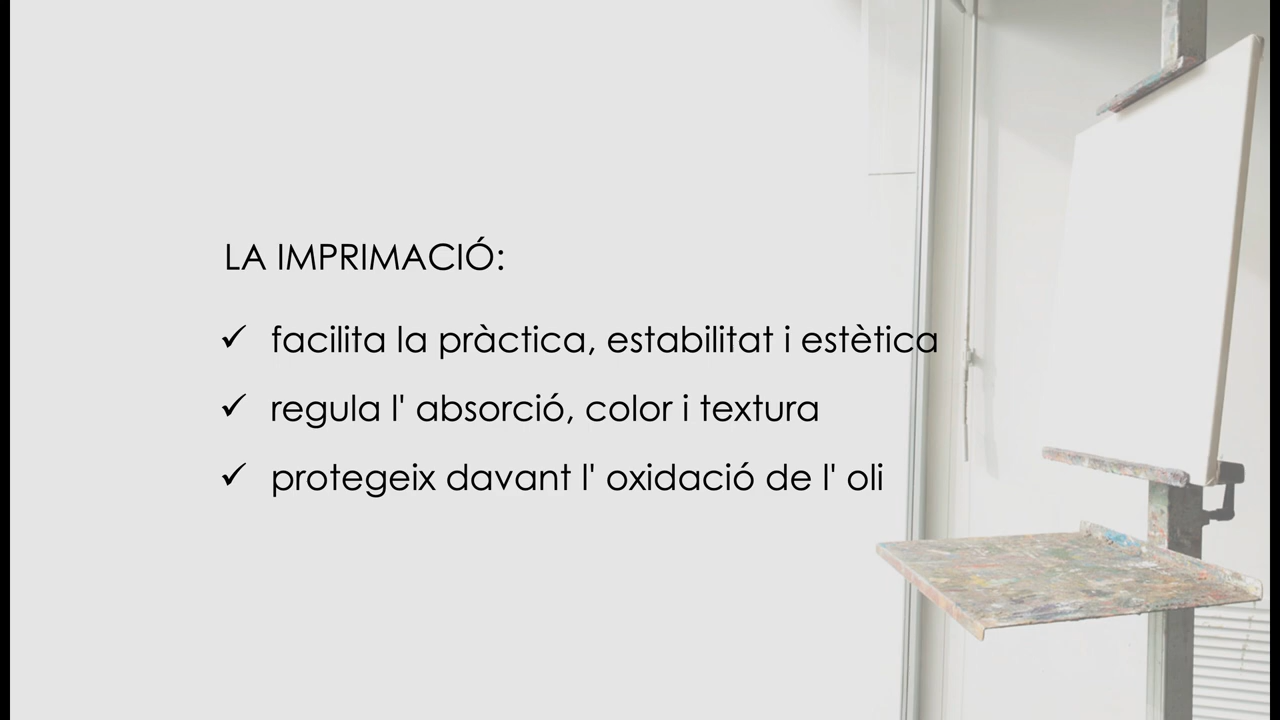 LA IMPRIMACIÓ:
✓ facilita la pràctica, estabilitat i estètica
✓ regula l' absorció, color i textura
✓ protegeix davant l' oxidació de l' oli